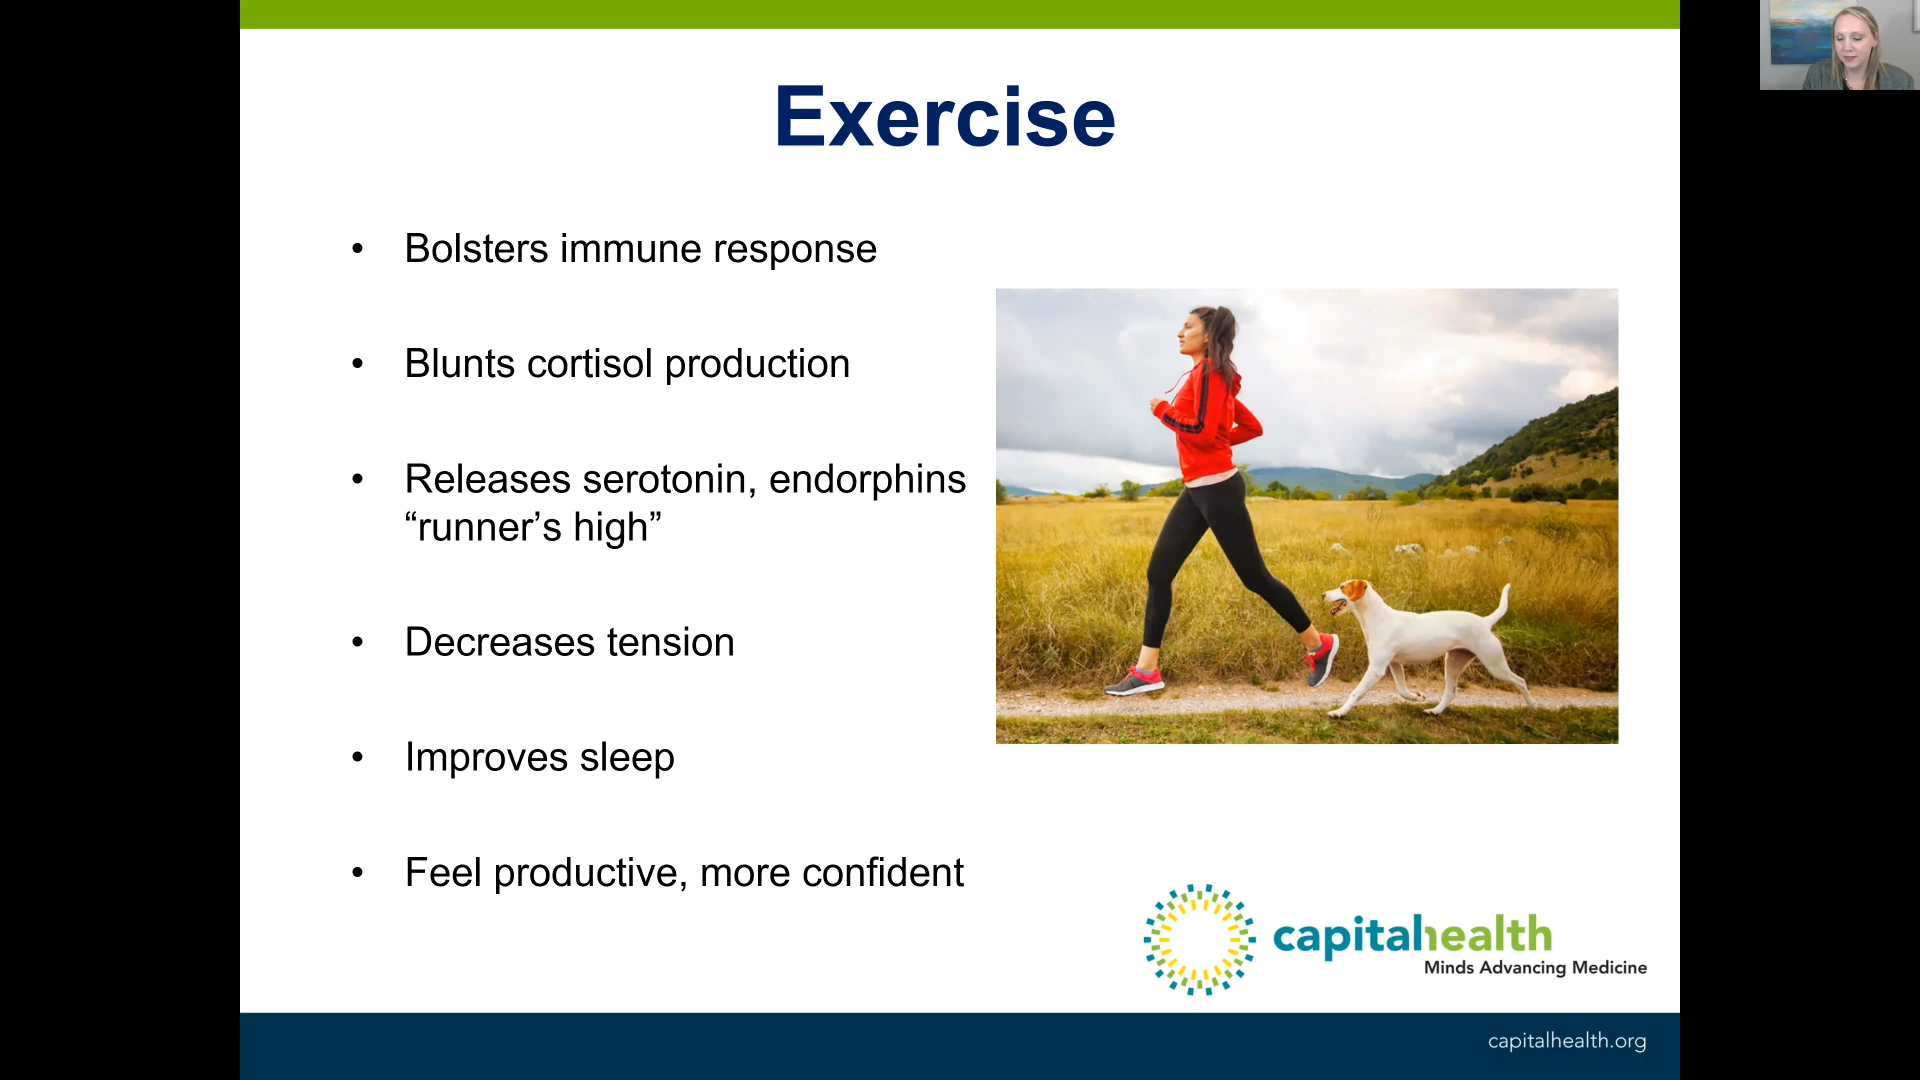 Exercise
• Bolsters immune response
• Blunts cortisol production
• Releases serotonin, endorphins
“runner’s high”
• Decreases tension
• Improves sleep
• Feel productive, more confident
capitalhealth
Minds Advancing Medicine
capitalhealth.org